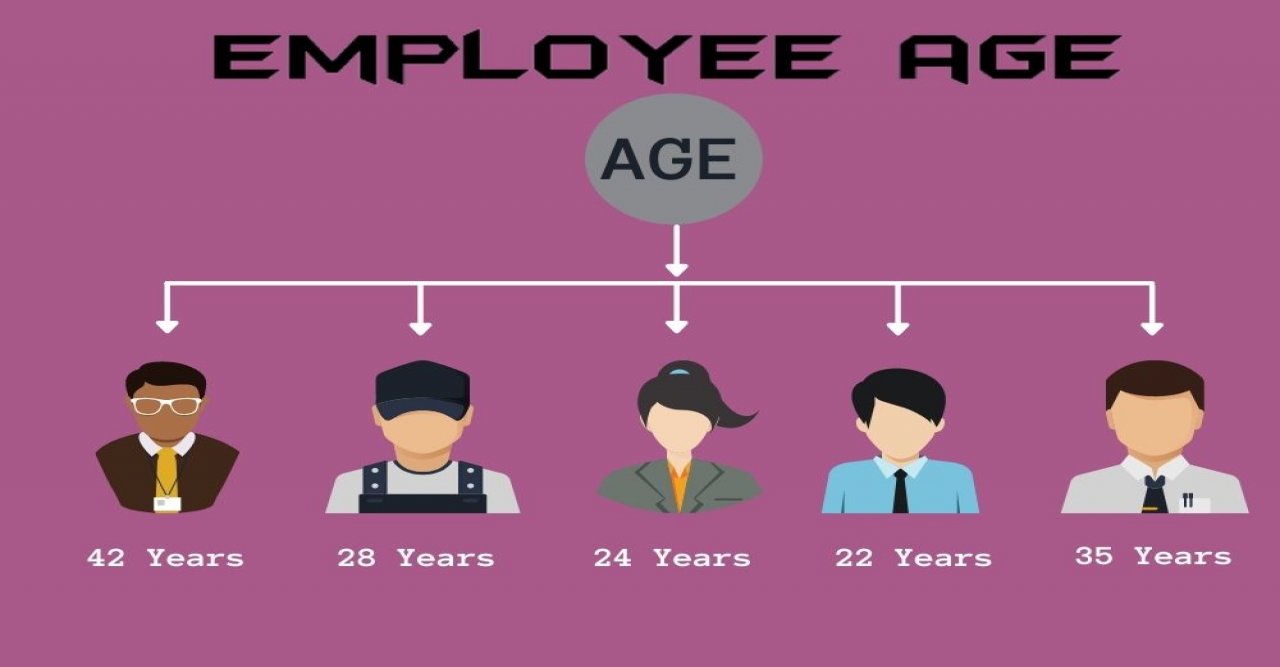 EMPLOYEE AGE
AGE
42 Years
28 Years
24 Years
22 Years
35 Years